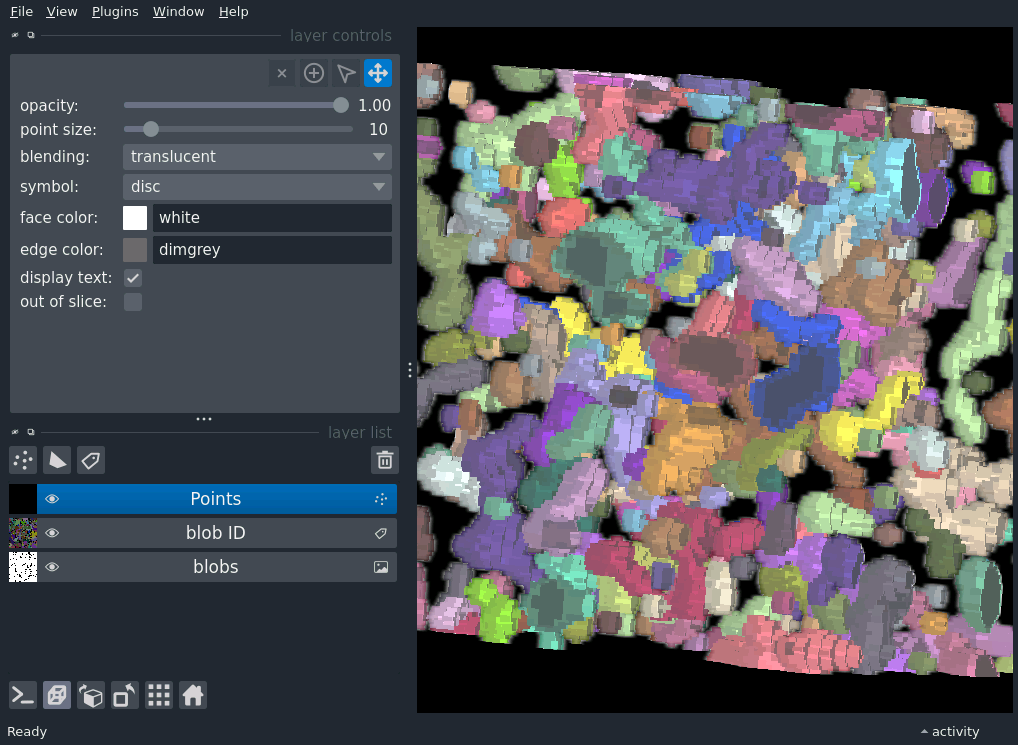 File View Plugins Window Help
layer controls
opacity: 1.00
point size: 10
blending: translucent
symbol: disc
face color: white
edge color: dimgrey
display text:
out of slice:
layer list
Points
blob ID
blobs
Ready activity